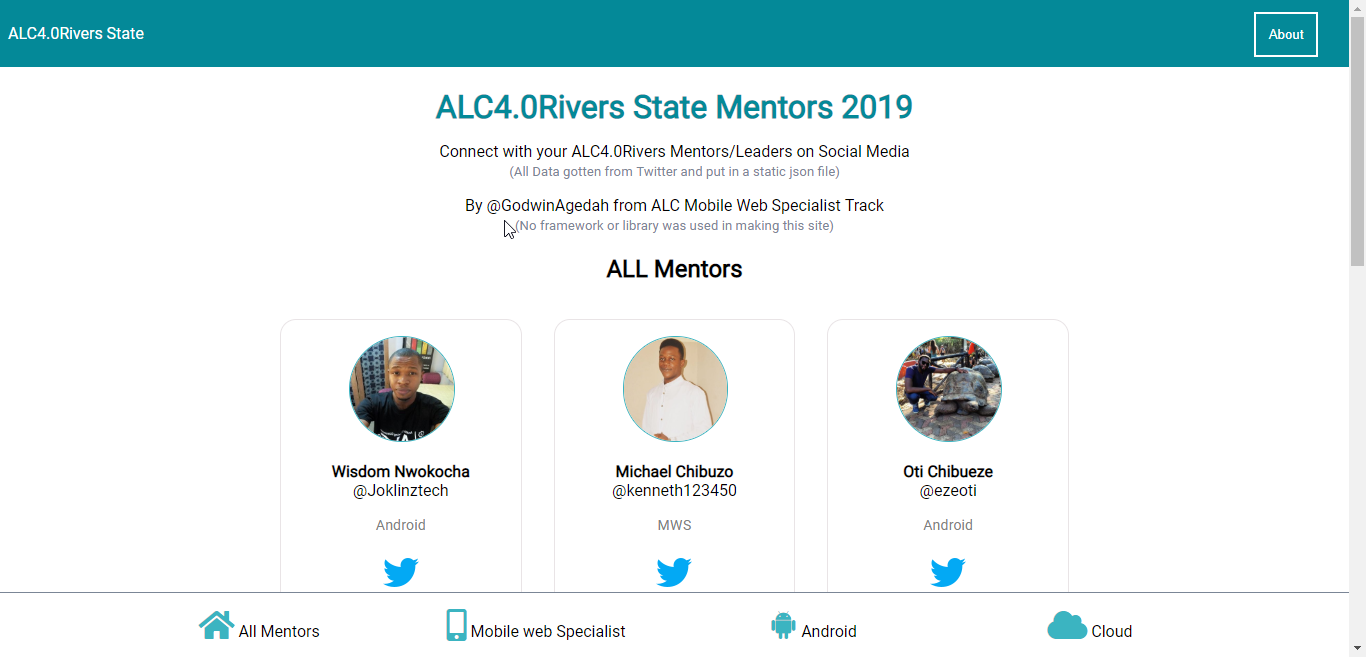 ALC4.0Rivers State
About
ALC4.0Rivers State Mentors 2019
Connect with your ALC4.0Rivers Mentors/Leaders on Social Media
(All Data gotten from Twitter and put in a static json file)
By @GodwinAgedah from ALC Mobile Web Specialist Track
(No framework or library was used in making this site)
ALL Mentors
Wisdom Nwokocha
@Joklinztech
Android
Michael Chibuzo
@kenneth123450
MWS
Oti Chibueze
@ezeoti
Android
All Mentors
Mobile web Specialist
Android
Cloud